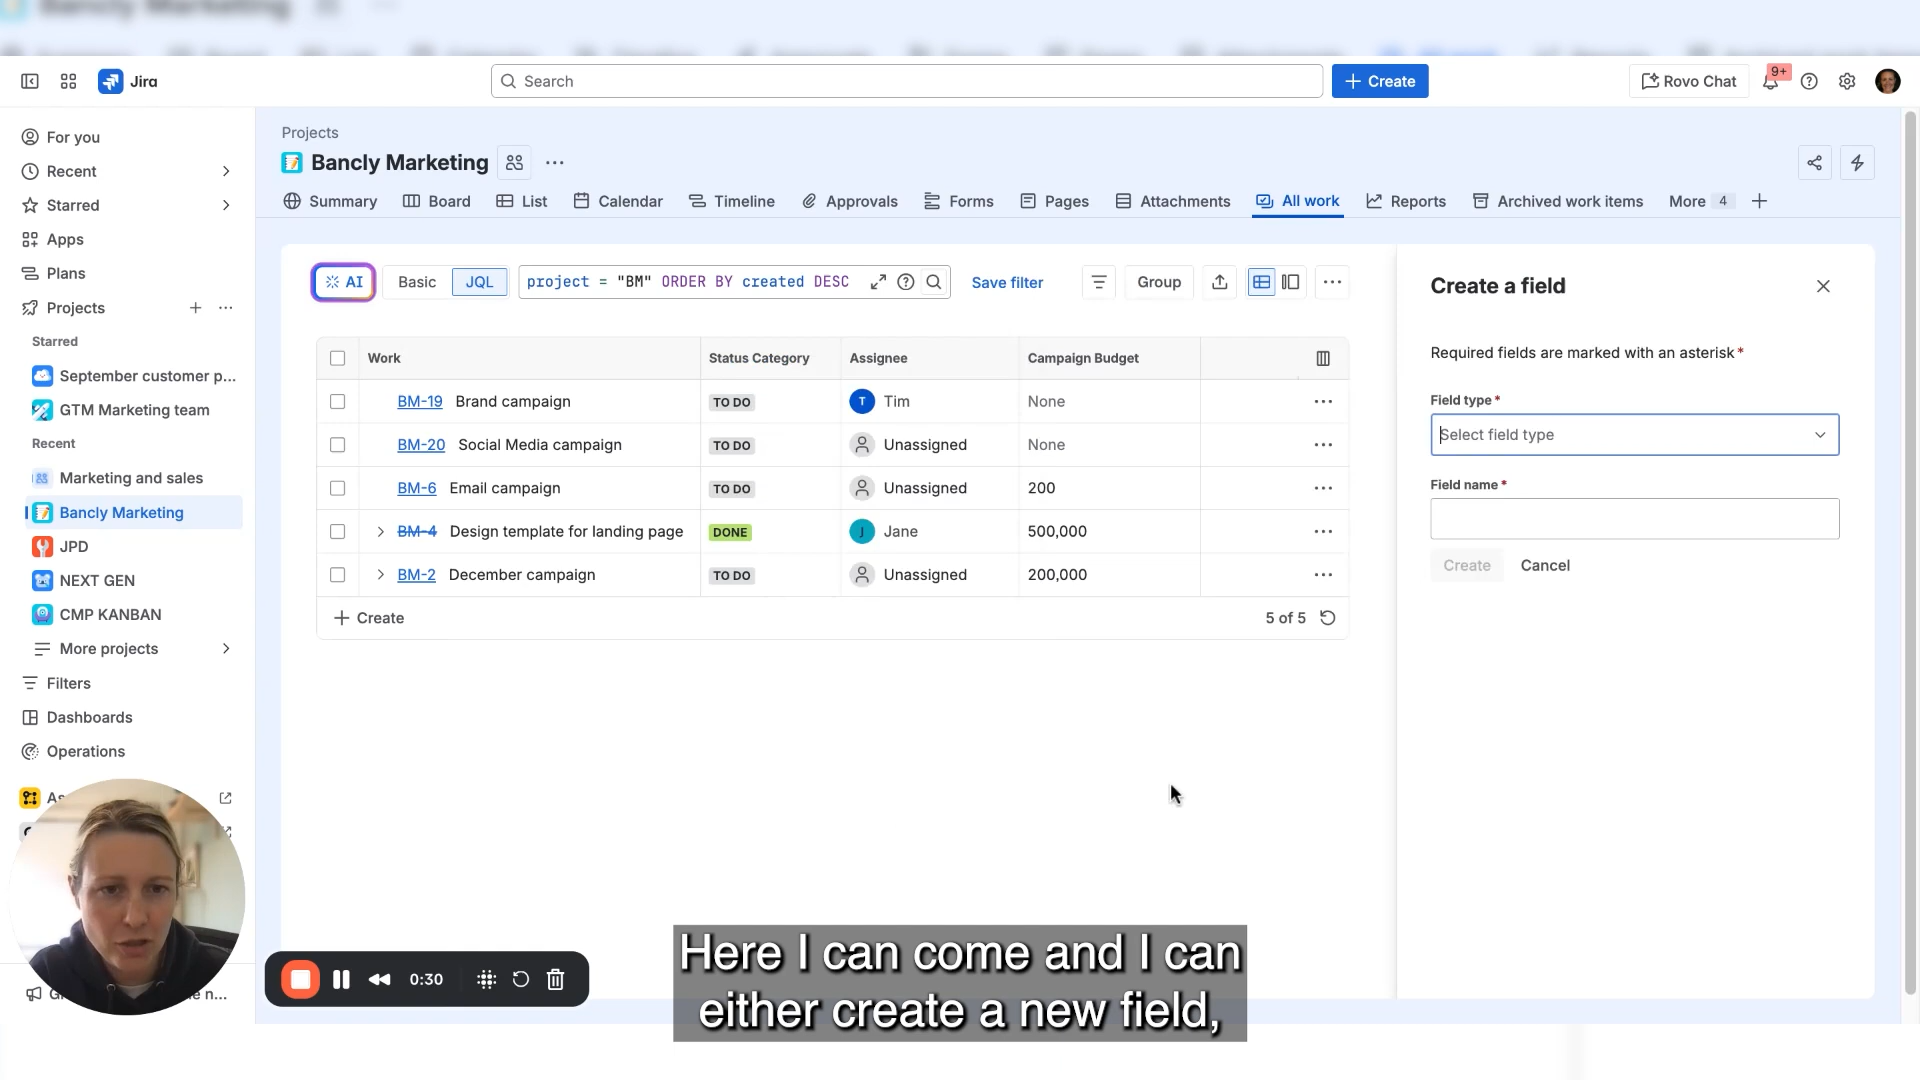 Jira
Search
Create
Rovo Chat
9+
For you
Recent
Starred
Apps
Plans
Projects
Starred
September customer p...
GTM Marketing team
Recent
Marketing and sales
Bancly Marketing
JPD
NEXT GEN
CMP KANBAN
More projects
Filters
Dashboards
Operations
Projects
Bancly Marketing
Summary
Board
List
Calendar
Timeline
Approvals
Forms
Pages
Attachments
All work
Reports
Archived work items
More 4
AI
Basic
JQL
project = "BM" ORDER BY created DESC
Save filter
Group
Work Status Category Assignee Campaign Budget
BM-19 Brand campaign TO DO T Tim None
BM-20 Social Media campaign TO DO Unassigned None
BM-6 Email campaign TO DO Unassigned 200
BM-4 Design template for landing page DONE J Jane 500,000
BM-2 December campaign TO DO Unassigned 200,000
Create
5 of 5
Create a field
Required fields are marked with an asterisk*
Field type*
Select field type
Field name*
Create
Cancel
0:30
Here I can come and I can
either create a new field,